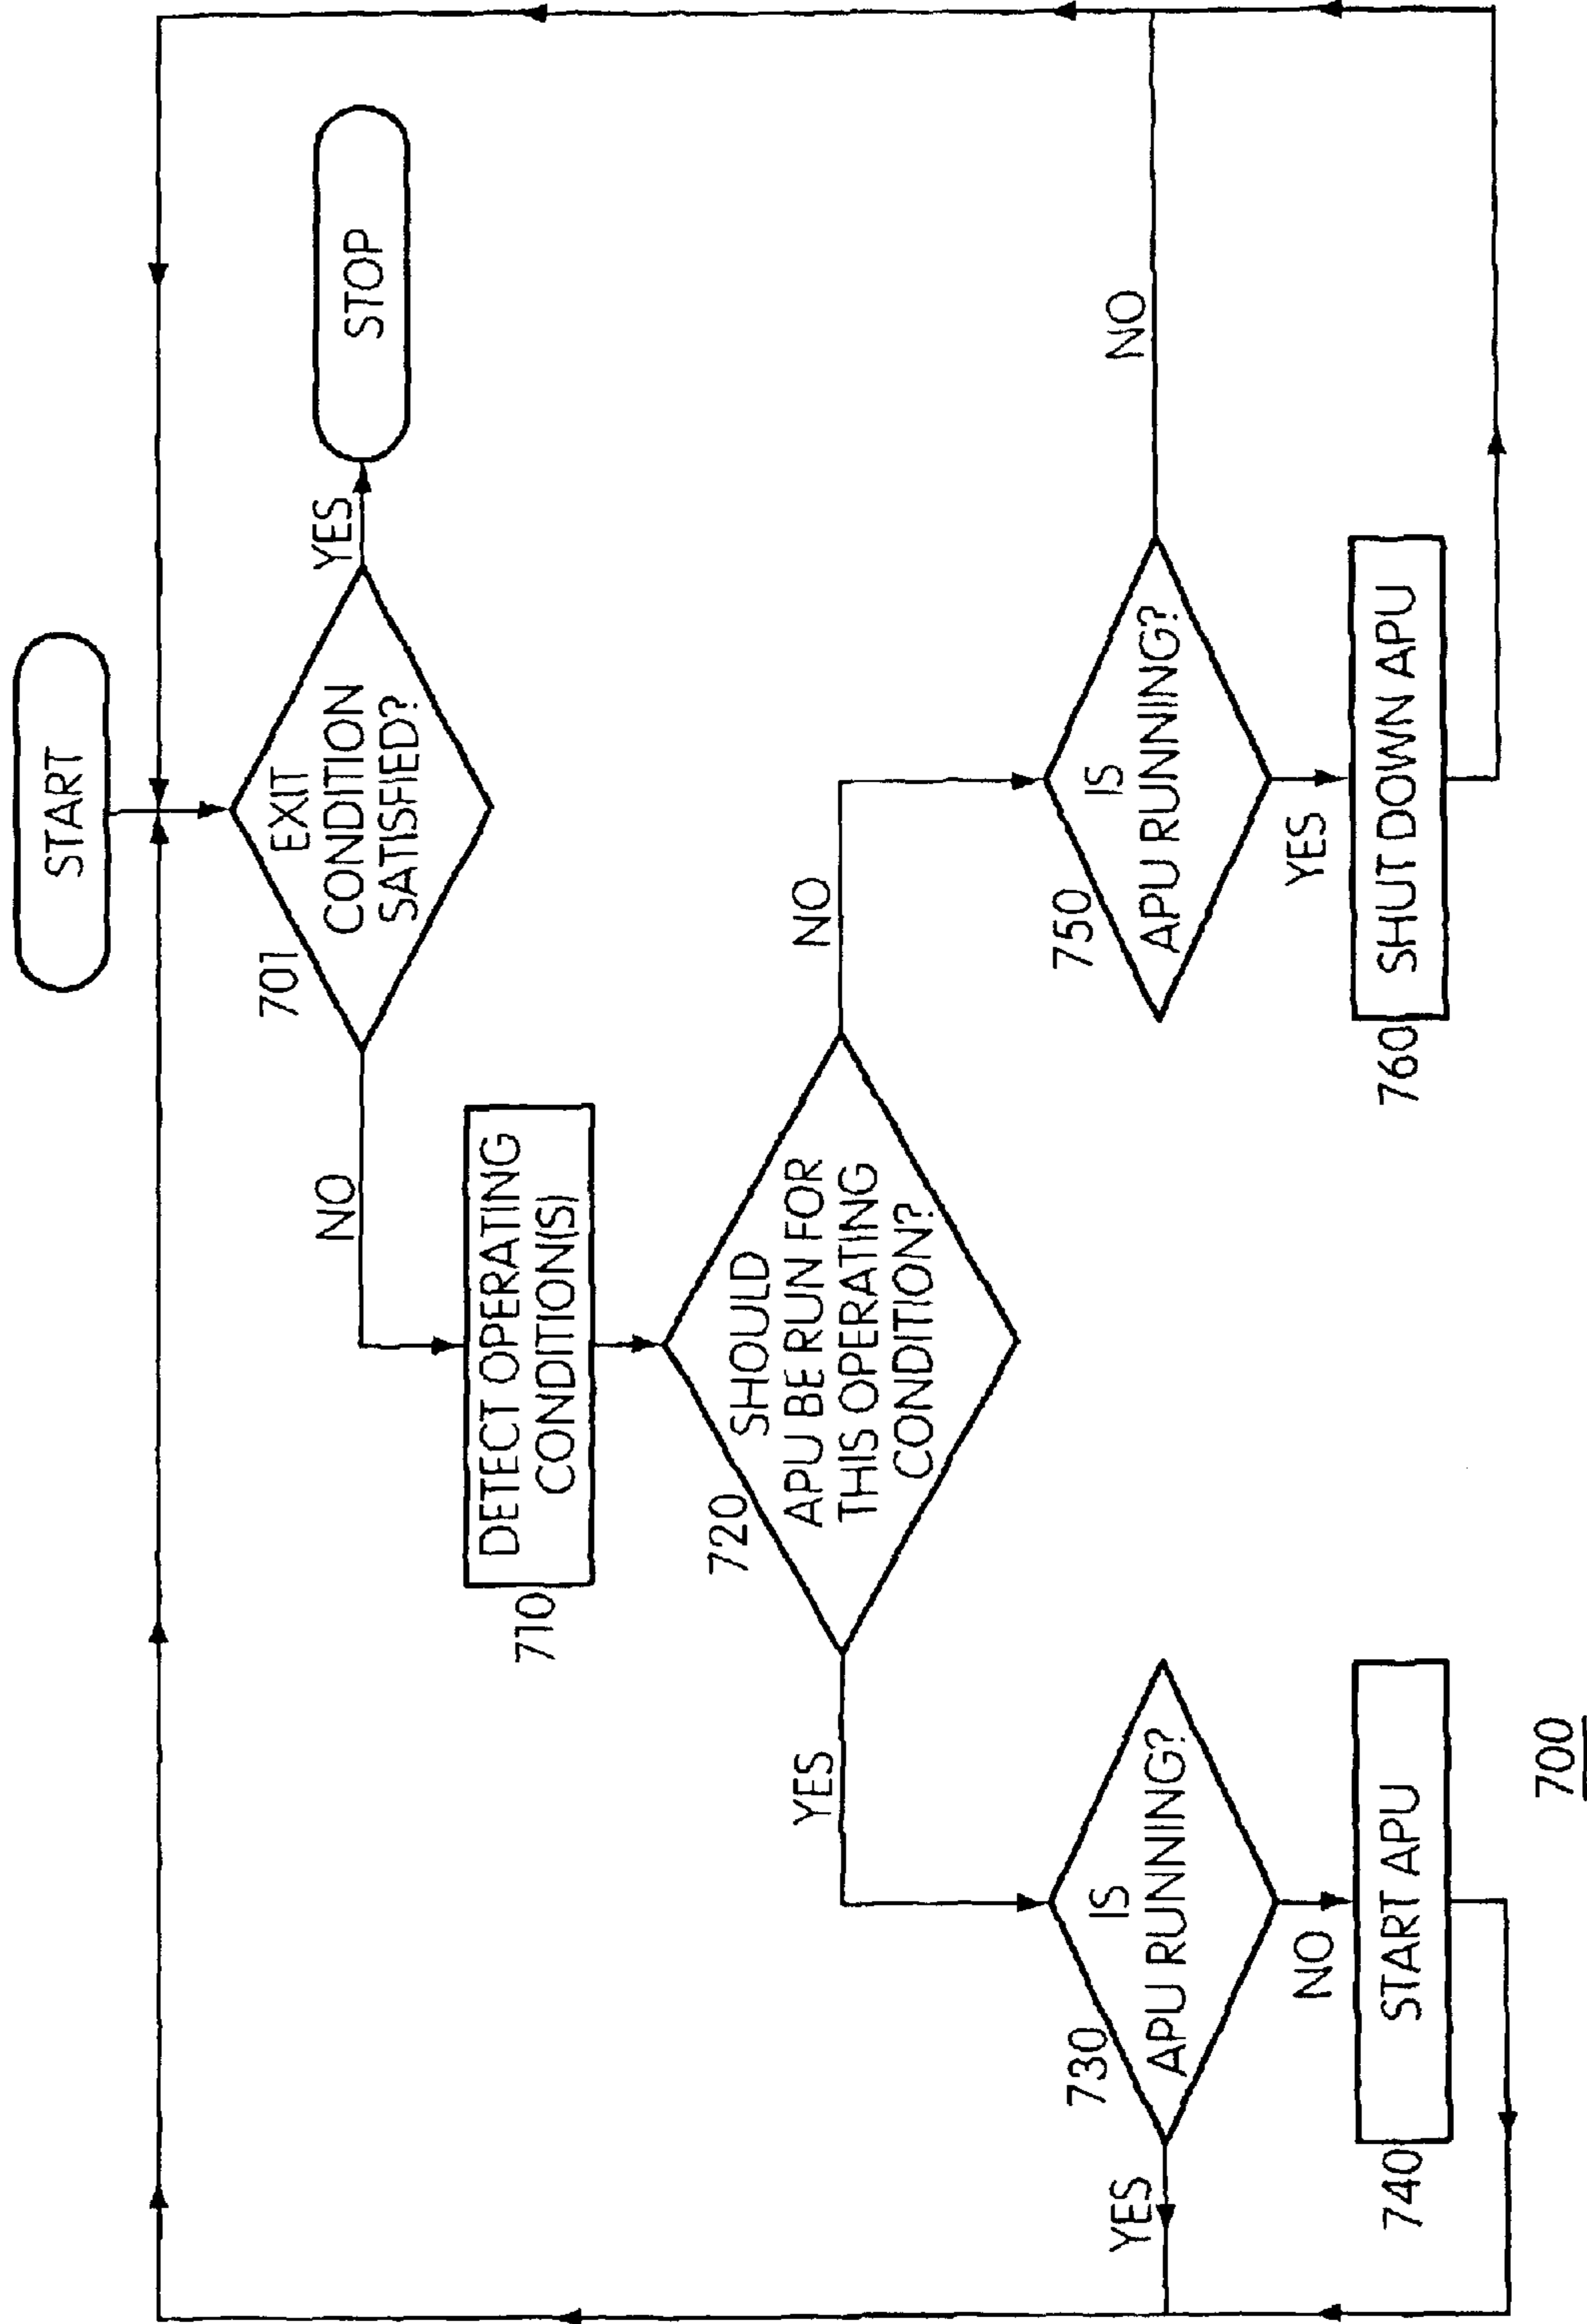 START
701
EXIT
CONDITION
SATISFIED?
YES
STOP
NO
710
DETECT OPERATING
CONDITION(S)
720
SHOULD
APU BE RUN FOR
THIS OPERATING
CONDITION?
YES
NO
730
IS
APU RUNNING?
YES
NO
740
START APU
750
IS
APU RUNNING?
NO
YES
760
SHUT DOWN APU
700